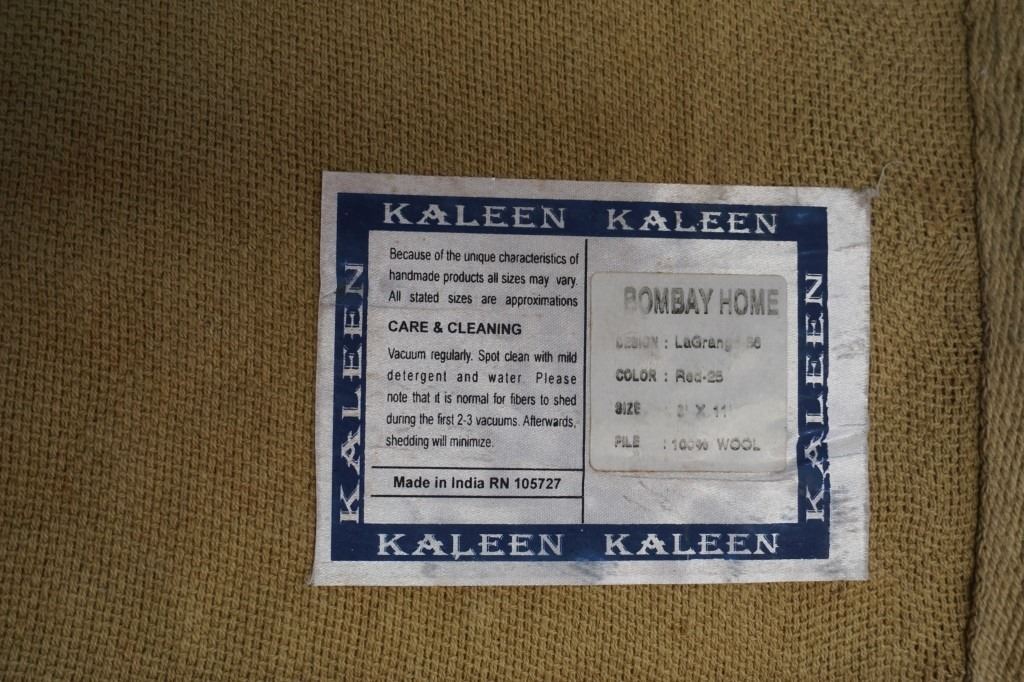 KALEEN KALEEN
KALEEN
Because of the unique characteristics of
handmade products all sizes may vary.
All stated sizes are approximations
CARE & CLEANING
Vacuum regularly. Spot clean with mild
detergent and water. Please
note that it is normal for fibers to shed
during the first 2-3 vacuums. Afterwards,
shedding will minimize.
Made in India RN 105727
BOMBAY HOME
DESIGN :
COLOR : Red-25
SIZE : 3' X 11'
PILE : 100% WOOL
KALEEN
KALEEN KALEEN